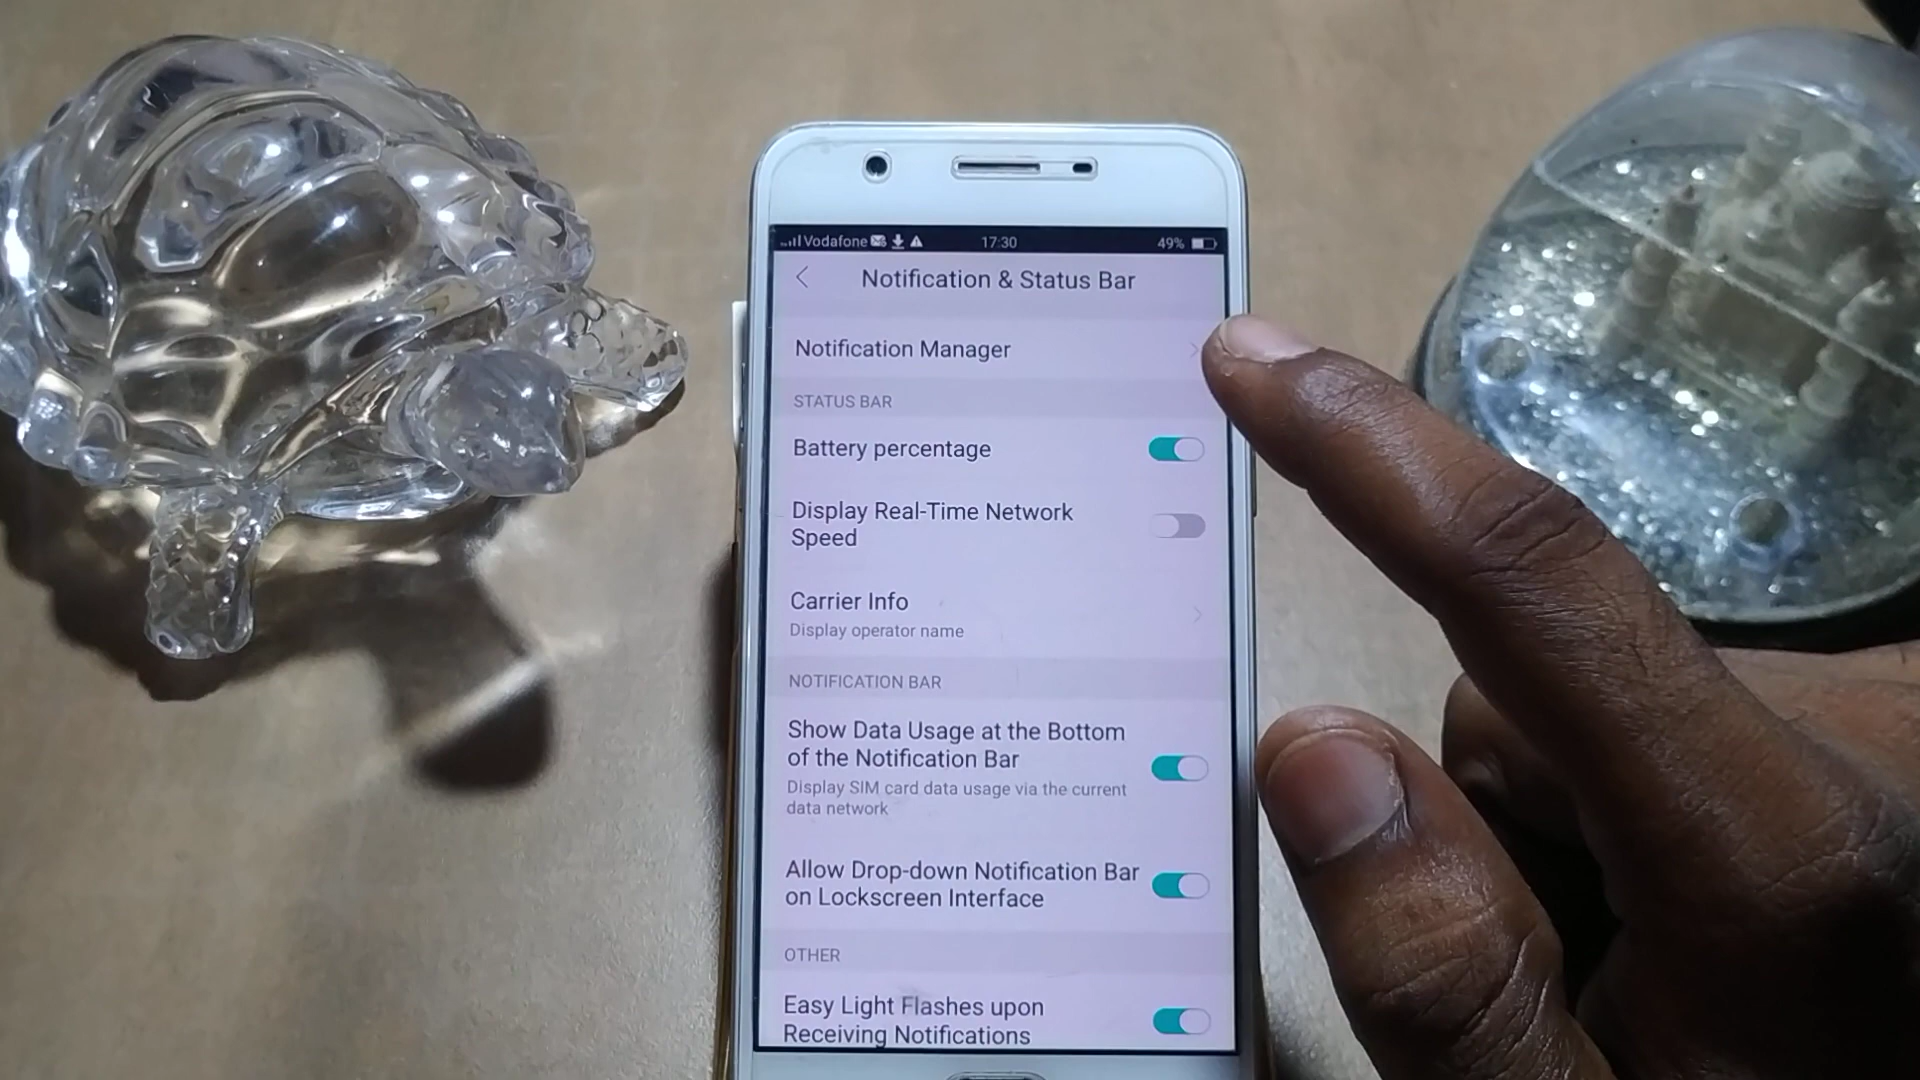 Vodafone 17:30 49%
Notification & Status Bar
Notification Manager
STATUS BAR
Battery percentage
Display Real-Time Network
Speed
Carrier Info
Display operator name
NOTIFICATION BAR
Show Data Usage at the Bottom
of the Notification Bar
Display SIM card data usage via the current
data network
Allow Drop-down Notification Bar
on Lockscreen Interface
OTHER
Easy Light Flashes upon
Receiving Notifications